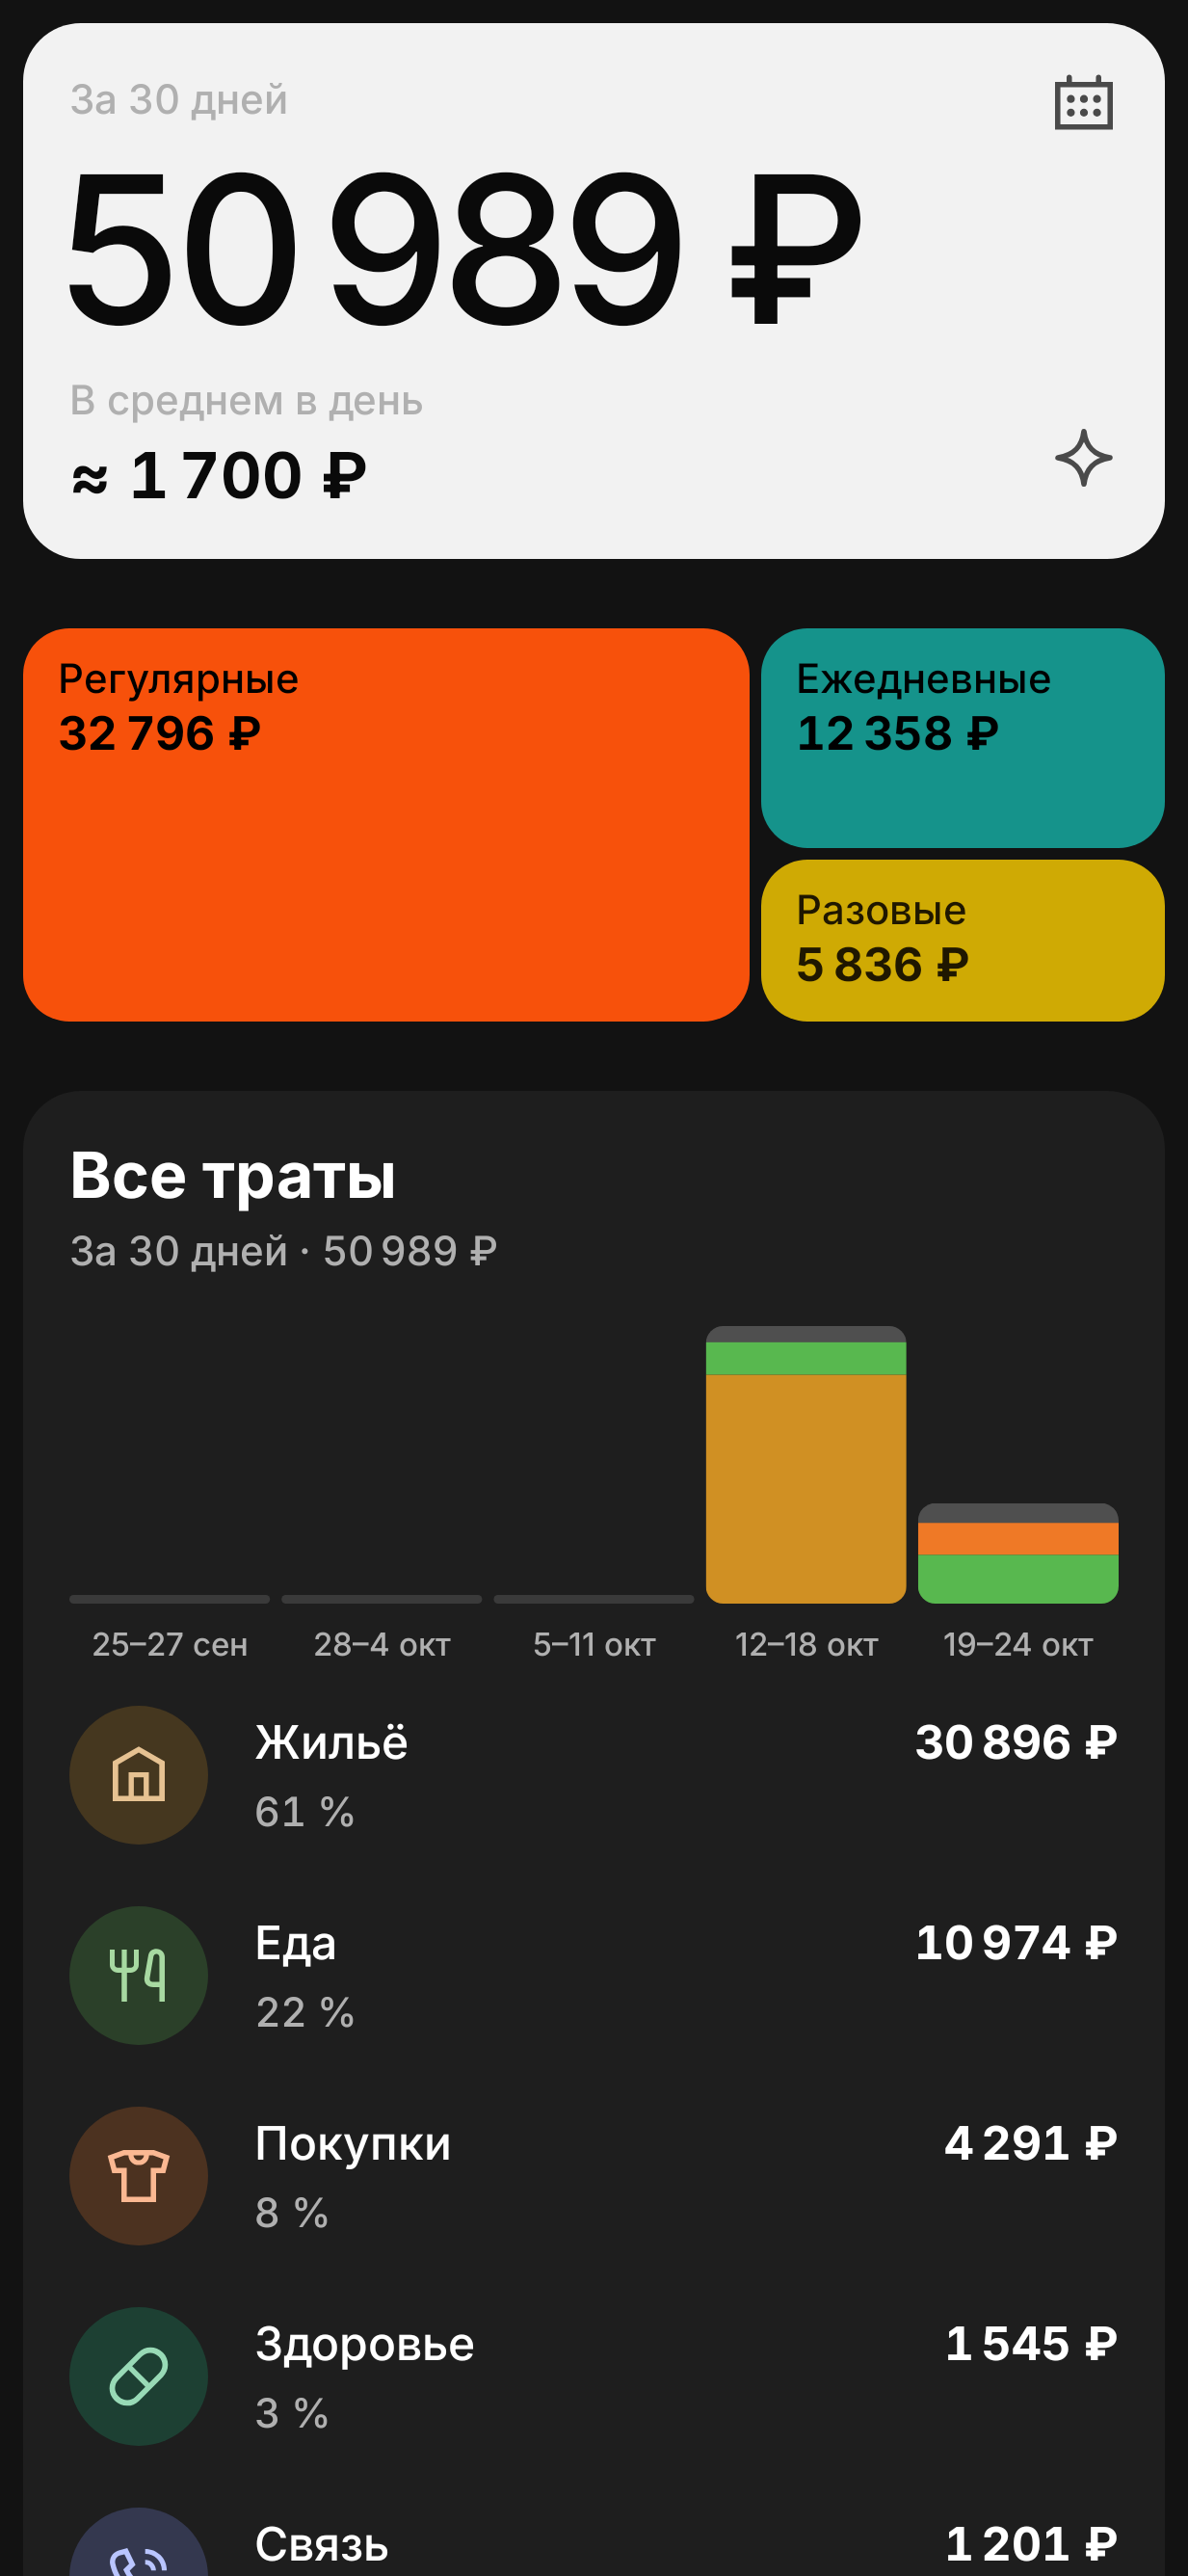 За 30 дней
50 989 ₽
В среднем в день
≈ 1 700 ₽
Регулярные
32 796 ₽
Ежедневные
12 358 ₽
Разовые
5 836 ₽
Все траты
За 30 дней · 50 989 ₽
25–27 сен
28–4 окт
5–11 окт
12–18 окт
19–24 окт
Жильё
30 896 ₽
61 %
Еда
10 974 ₽
22 %
Покупки
4 291 ₽
8 %
Здоровье
1 545 ₽
3 %
Связь
1 201 ₽